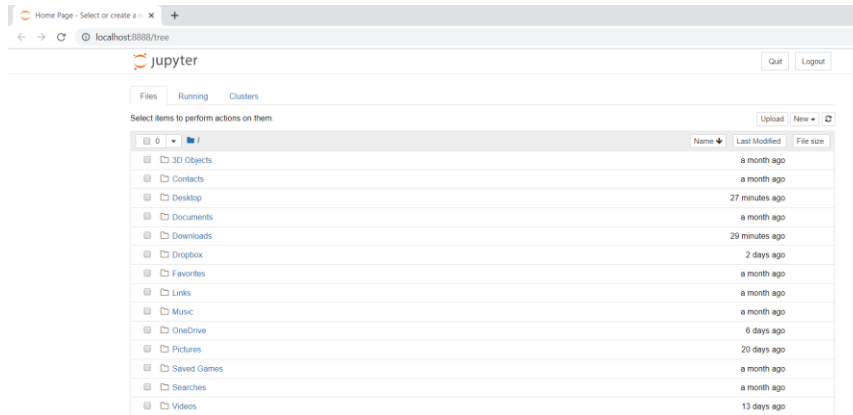 Home Page - Select or create a n
localhost:8888/tree
jupyter
Quit Logout
Files Running Clusters
Select items to perform actions on them.
Upload New
0 /
Name Last Modified File size
3D Objects a month ago
Contacts a month ago
Desktop 27 minutes ago
Documents a month ago
Downloads 29 minutes ago
Dropbox 2 days ago
Favorites a month ago
Links a month ago
Music a month ago
OneDrive 6 days ago
Pictures 20 days ago
Saved Games a month ago
Searches a month ago
Videos 13 days ago